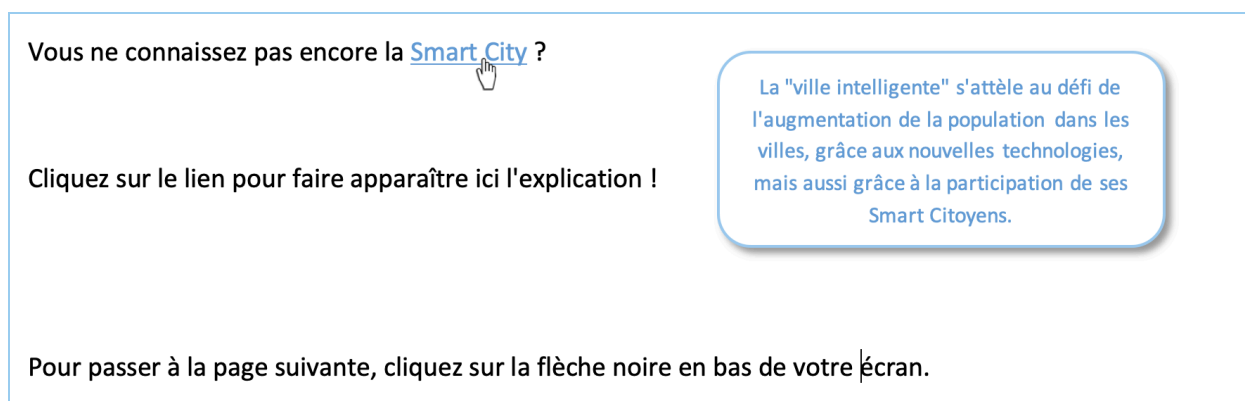 Vous ne connaissez pas encore la Smart City ?
La "ville intelligente" s'attèle au défi de
l'augmentation de la population dans les
villes, grâce aux nouvelles technologies,
mais aussi grâce à la participation de ses
Smart Citoyens.
Cliquez sur le lien pour faire apparaître ici l'explication !
Pour passer à la page suivante, cliquez sur la flèche noire en bas de votre écran.